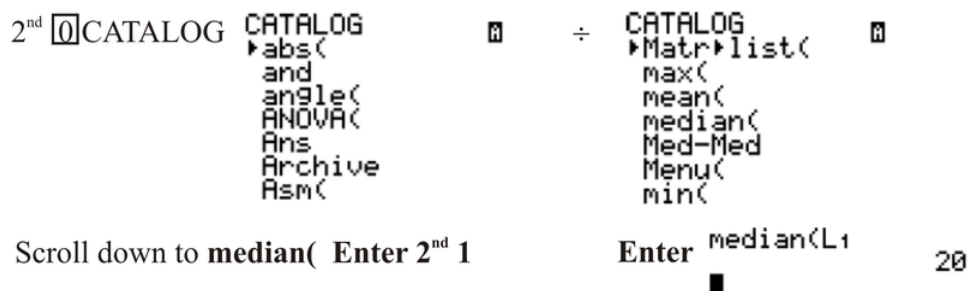 2nd 0 CATALOG
CATALOG A
▸abs(
and
angle(
ANOVA(
Ans
Archive
Asm(
÷
CATALOG A
▸Matr▸list(
max(
mean(
median(
Med-Med
Menu(
min(
Scroll down to median( Enter 2nd 1
Enter
median(L1
20